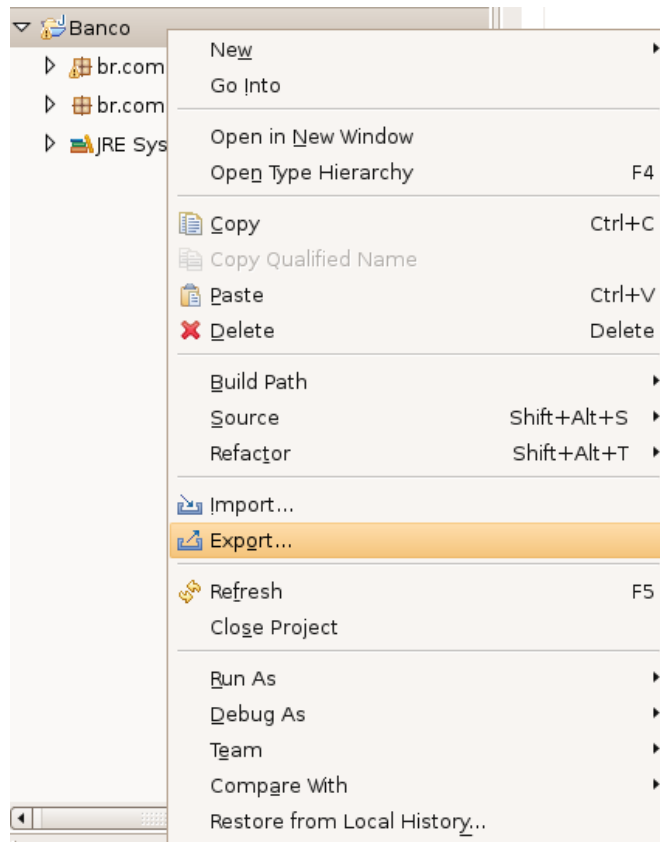 Banco
br.com
br.com
JRE Sys
New
Go Into
Open in New Window
Open Type Hierarchy F4
Copy Ctrl+C
Copy Qualified Name
Paste Ctrl+V
Delete Delete
Build Path
Source Shift+Alt+S
Refactor Shift+Alt+T
Import...
Export...
Refresh F5
Close Project
Run As
Debug As
Team
Compare With
Restore from Local History...